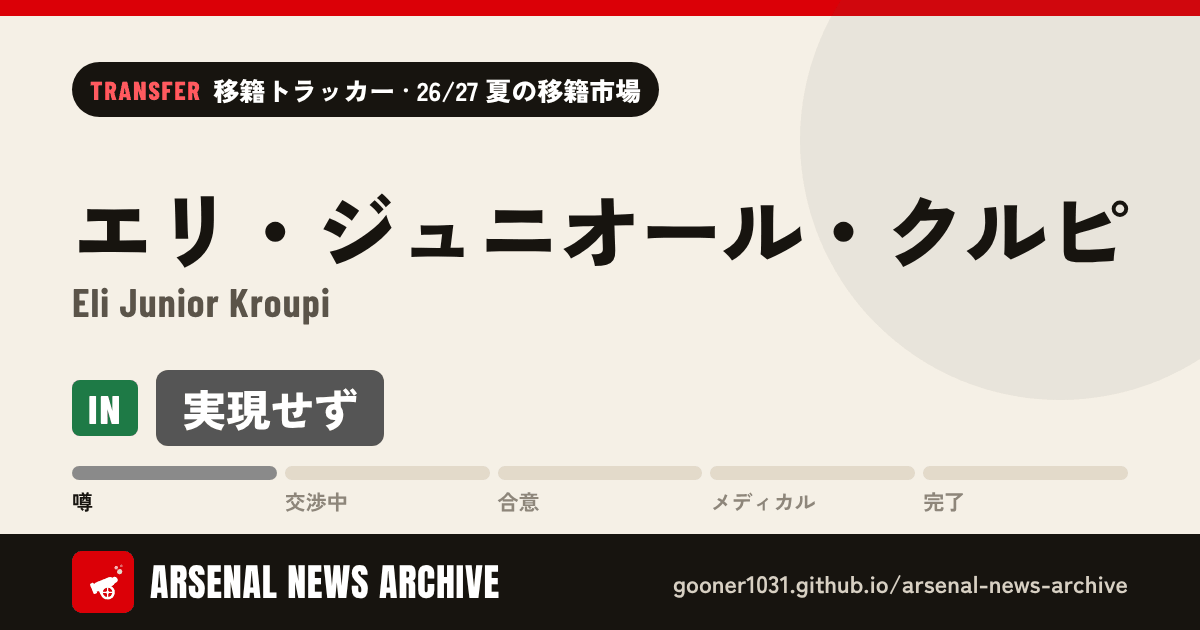 TRANSFER 移籍トラッカー · 26/27 夏の移籍市場
エリ・ジュニオール・クルピ
Eli Junior Kroupi
IN 実現せず
噂 交渉中 合意 メディカル 完了
ARSENAL NEWS ARCHIVE gooner1031.github.io/arsenal-news-archive